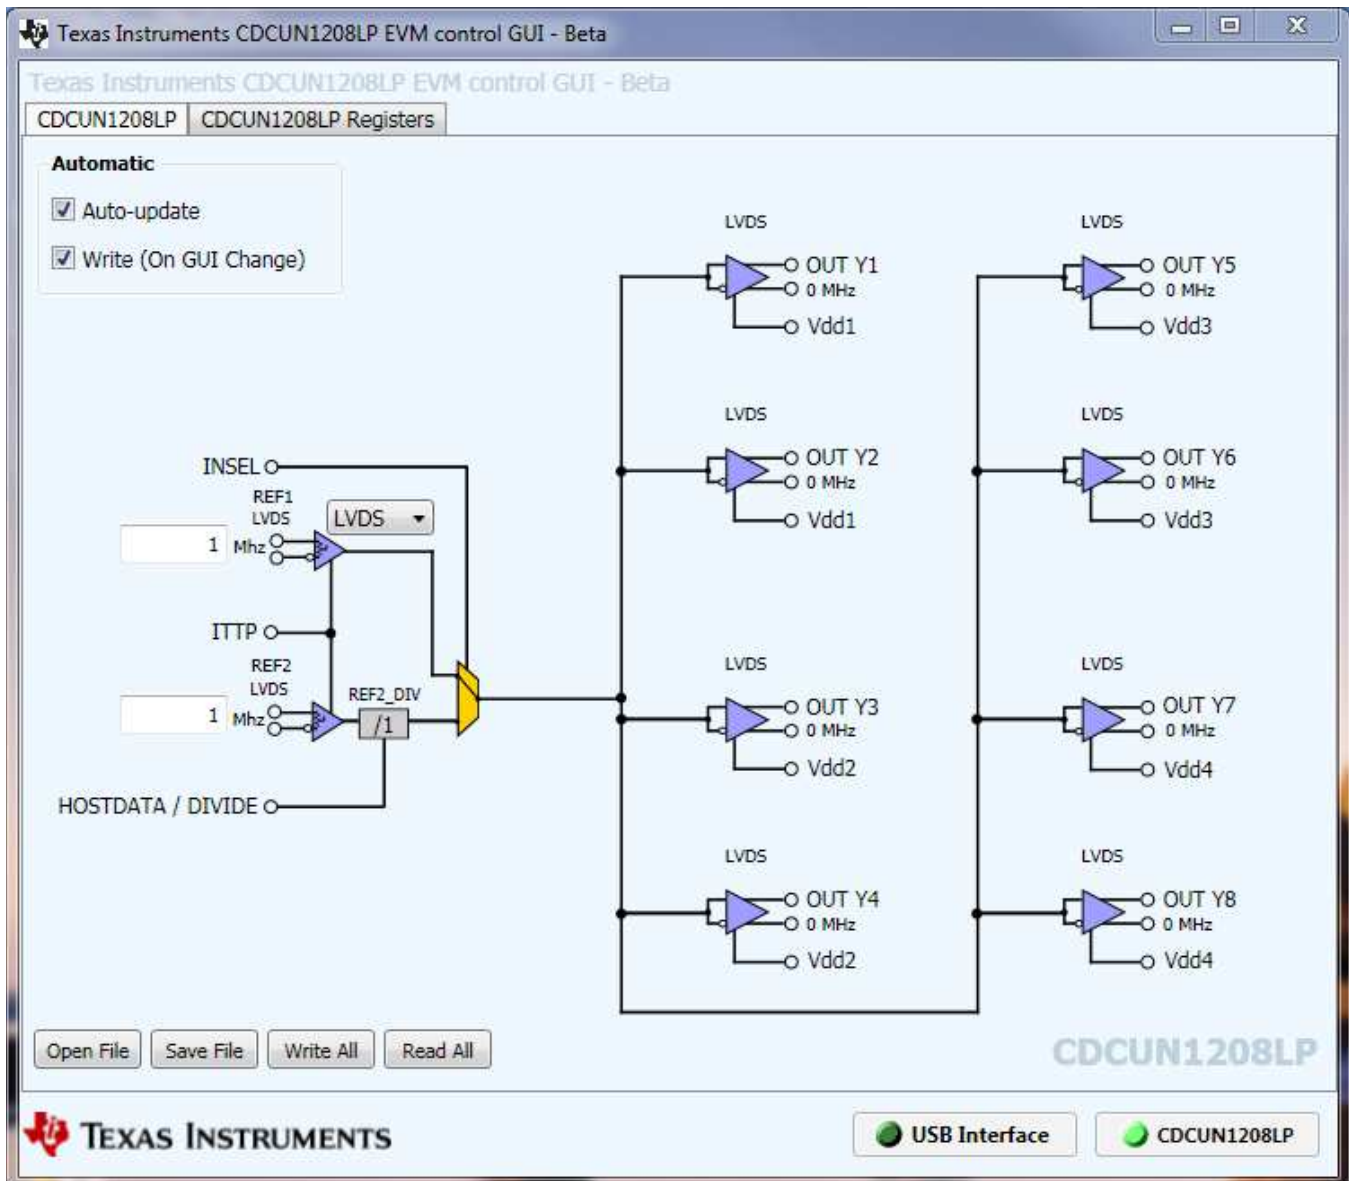 Texas Instruments CDCUN1208LP EVM control GUI - Beta
Texas Instruments CDCUN1208LP EVM control GUI - Beta
CDCUN1208LP CDCUN1208LP Registers
Automatic
Auto-update
Write (On GUI Change)
LVDS LVDS
OUT Y1 OUT Y5
0 MHz 0 MHz
Vdd1 Vdd3
LVDS LVDS
OUT Y2 OUT Y6
0 MHz 0 MHz
Vdd1 Vdd3
INSEL
REF1
LVDS LVDS
1 Mhz
ITTP
REF2
LVDS REF2_DIV
1 Mhz /1
HOSTDATA / DIVIDE
LVDS LVDS
OUT Y3 OUT Y7
0 MHz 0 MHz
Vdd2 Vdd4
LVDS LVDS
OUT Y4 OUT Y8
0 MHz 0 MHz
Vdd2 Vdd4
Open File Save File Write All Read All CDCUN1208LP
TEXAS INSTRUMENTS USB Interface CDCUN1208LP